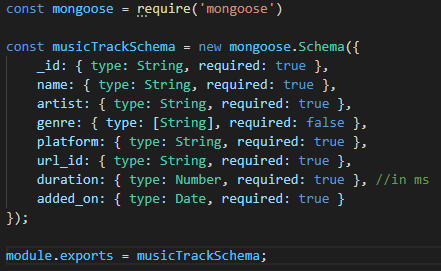 const mongoose = require('mongoose')
const musicTrackSchema = new mongoose.Schema({
    _id: { type: String, required: true },
    name: { type: String, required: true },
    artist: { type: String, required: true },
    genre: { type: [String], required: false },
    platform: { type: String, required: true },
    url_id: { type: String, required: true },
    duration: { type: Number, required: true }, //in ms
    added_on: { type: Date, required: true }
});
module.exports = musicTrackSchema;